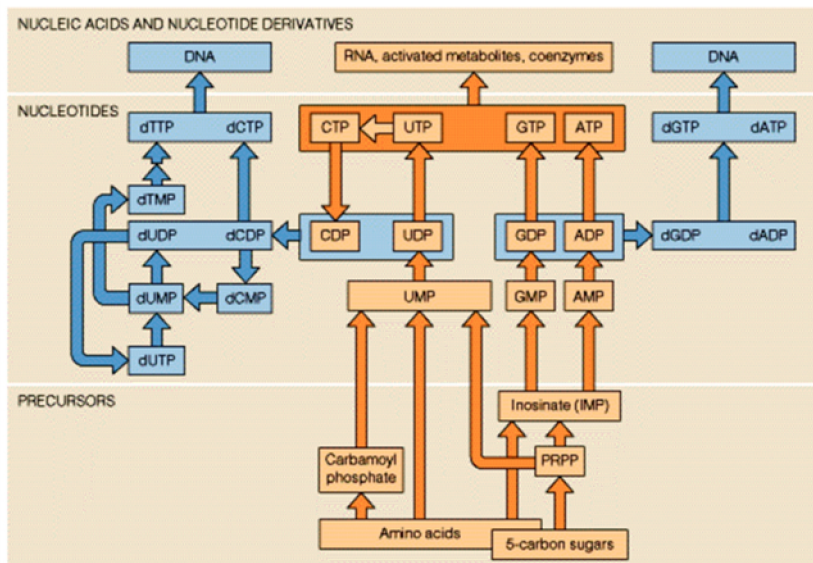 NUCLEIC ACIDS AND NUCLEOTIDE DERIVATIVES
DNA
RNA, activated metabolites, coenzymes
DNA
NUCLEOTIDES
dTTP dCTP
CTP
UTP
GTP
ATP
dGTP dATP
dTMP
dUDP dCDP
CDP
UDP
GDP
ADP
dGDP dADP
dUMP
dCMP
UMP
GMP
AMP
dUTP
PRECURSORS
Inosinate (IMP)
Carbamoyl
phosphate
PRPP
Amino acids
5-carbon sugars